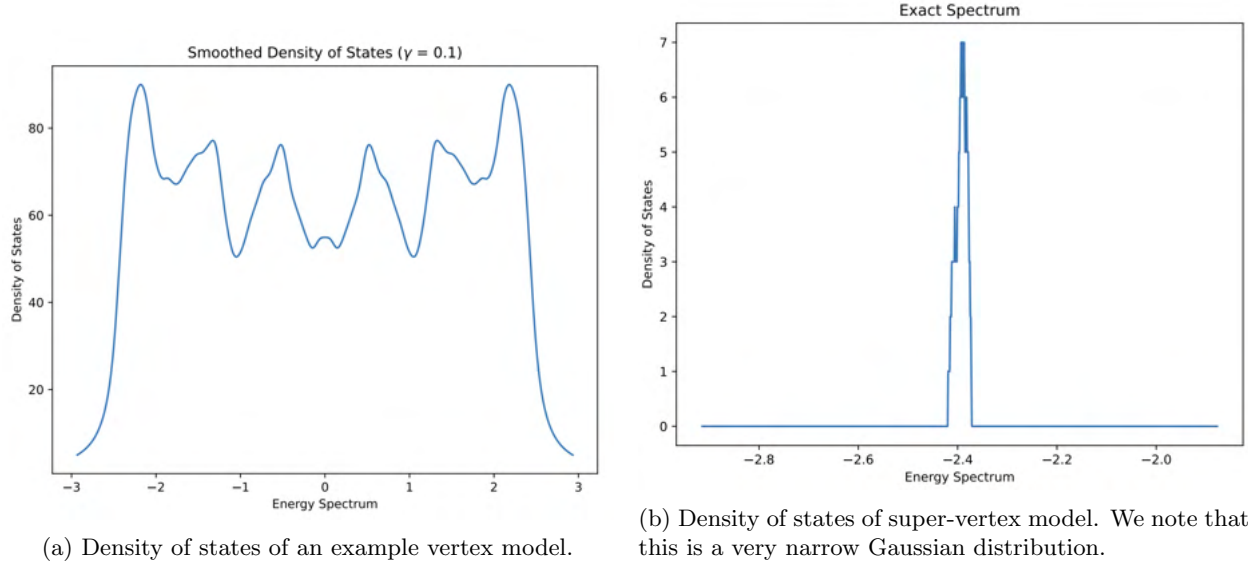 Smoothed Density of States (γ = 0.1)
Density of States
80
60
40
20
−3 −2 −1 0 1 2 3
Energy Spectrum
(a) Density of states of an example vertex model.
Exact Spectrum
Density of States
7
6
5
4
3
2
1
0
−2.8 −2.6 −2.4 −2.2 −2.0
Energy Spectrum
(b) Density of states of super-vertex model. We note that
this is a very narrow Gaussian distribution.